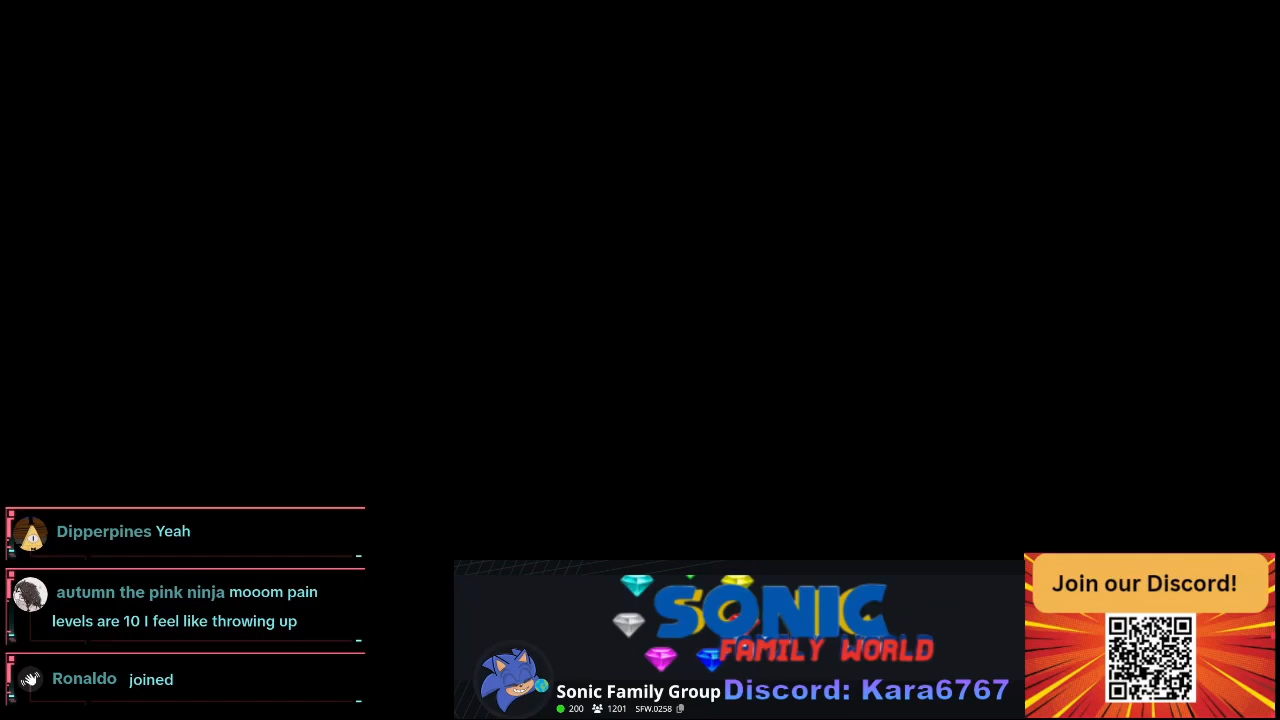 Dipperpines Yeah
autumn the pink ninja mooom pain
levels are 10 I feel like throwing up
Ronaldo joined
SONIC
FAMILY WORLD
Sonic Family Group
200 1201 SFW.0258
Discord: Kara6767
Join our Discord!